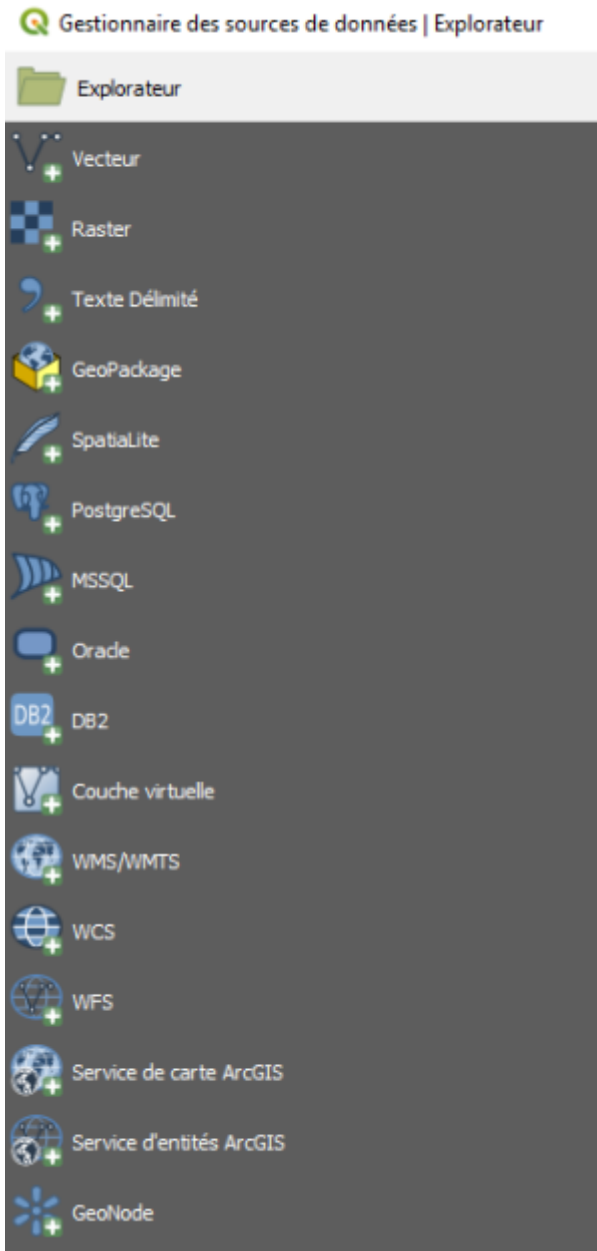 Gestionnaire des sources de données | Explorateur
Explorateur
Vecteur
Raster
Texte Délimité
GeoPackage
SpatiaLite
PostgreSQL
MSSQL
Oracle
DB2 DB2
Couche virtuelle
WMS/WMTS
WCS
WFS
Service de carte ArcGIS
Service d'entités ArcGIS
GeoNode